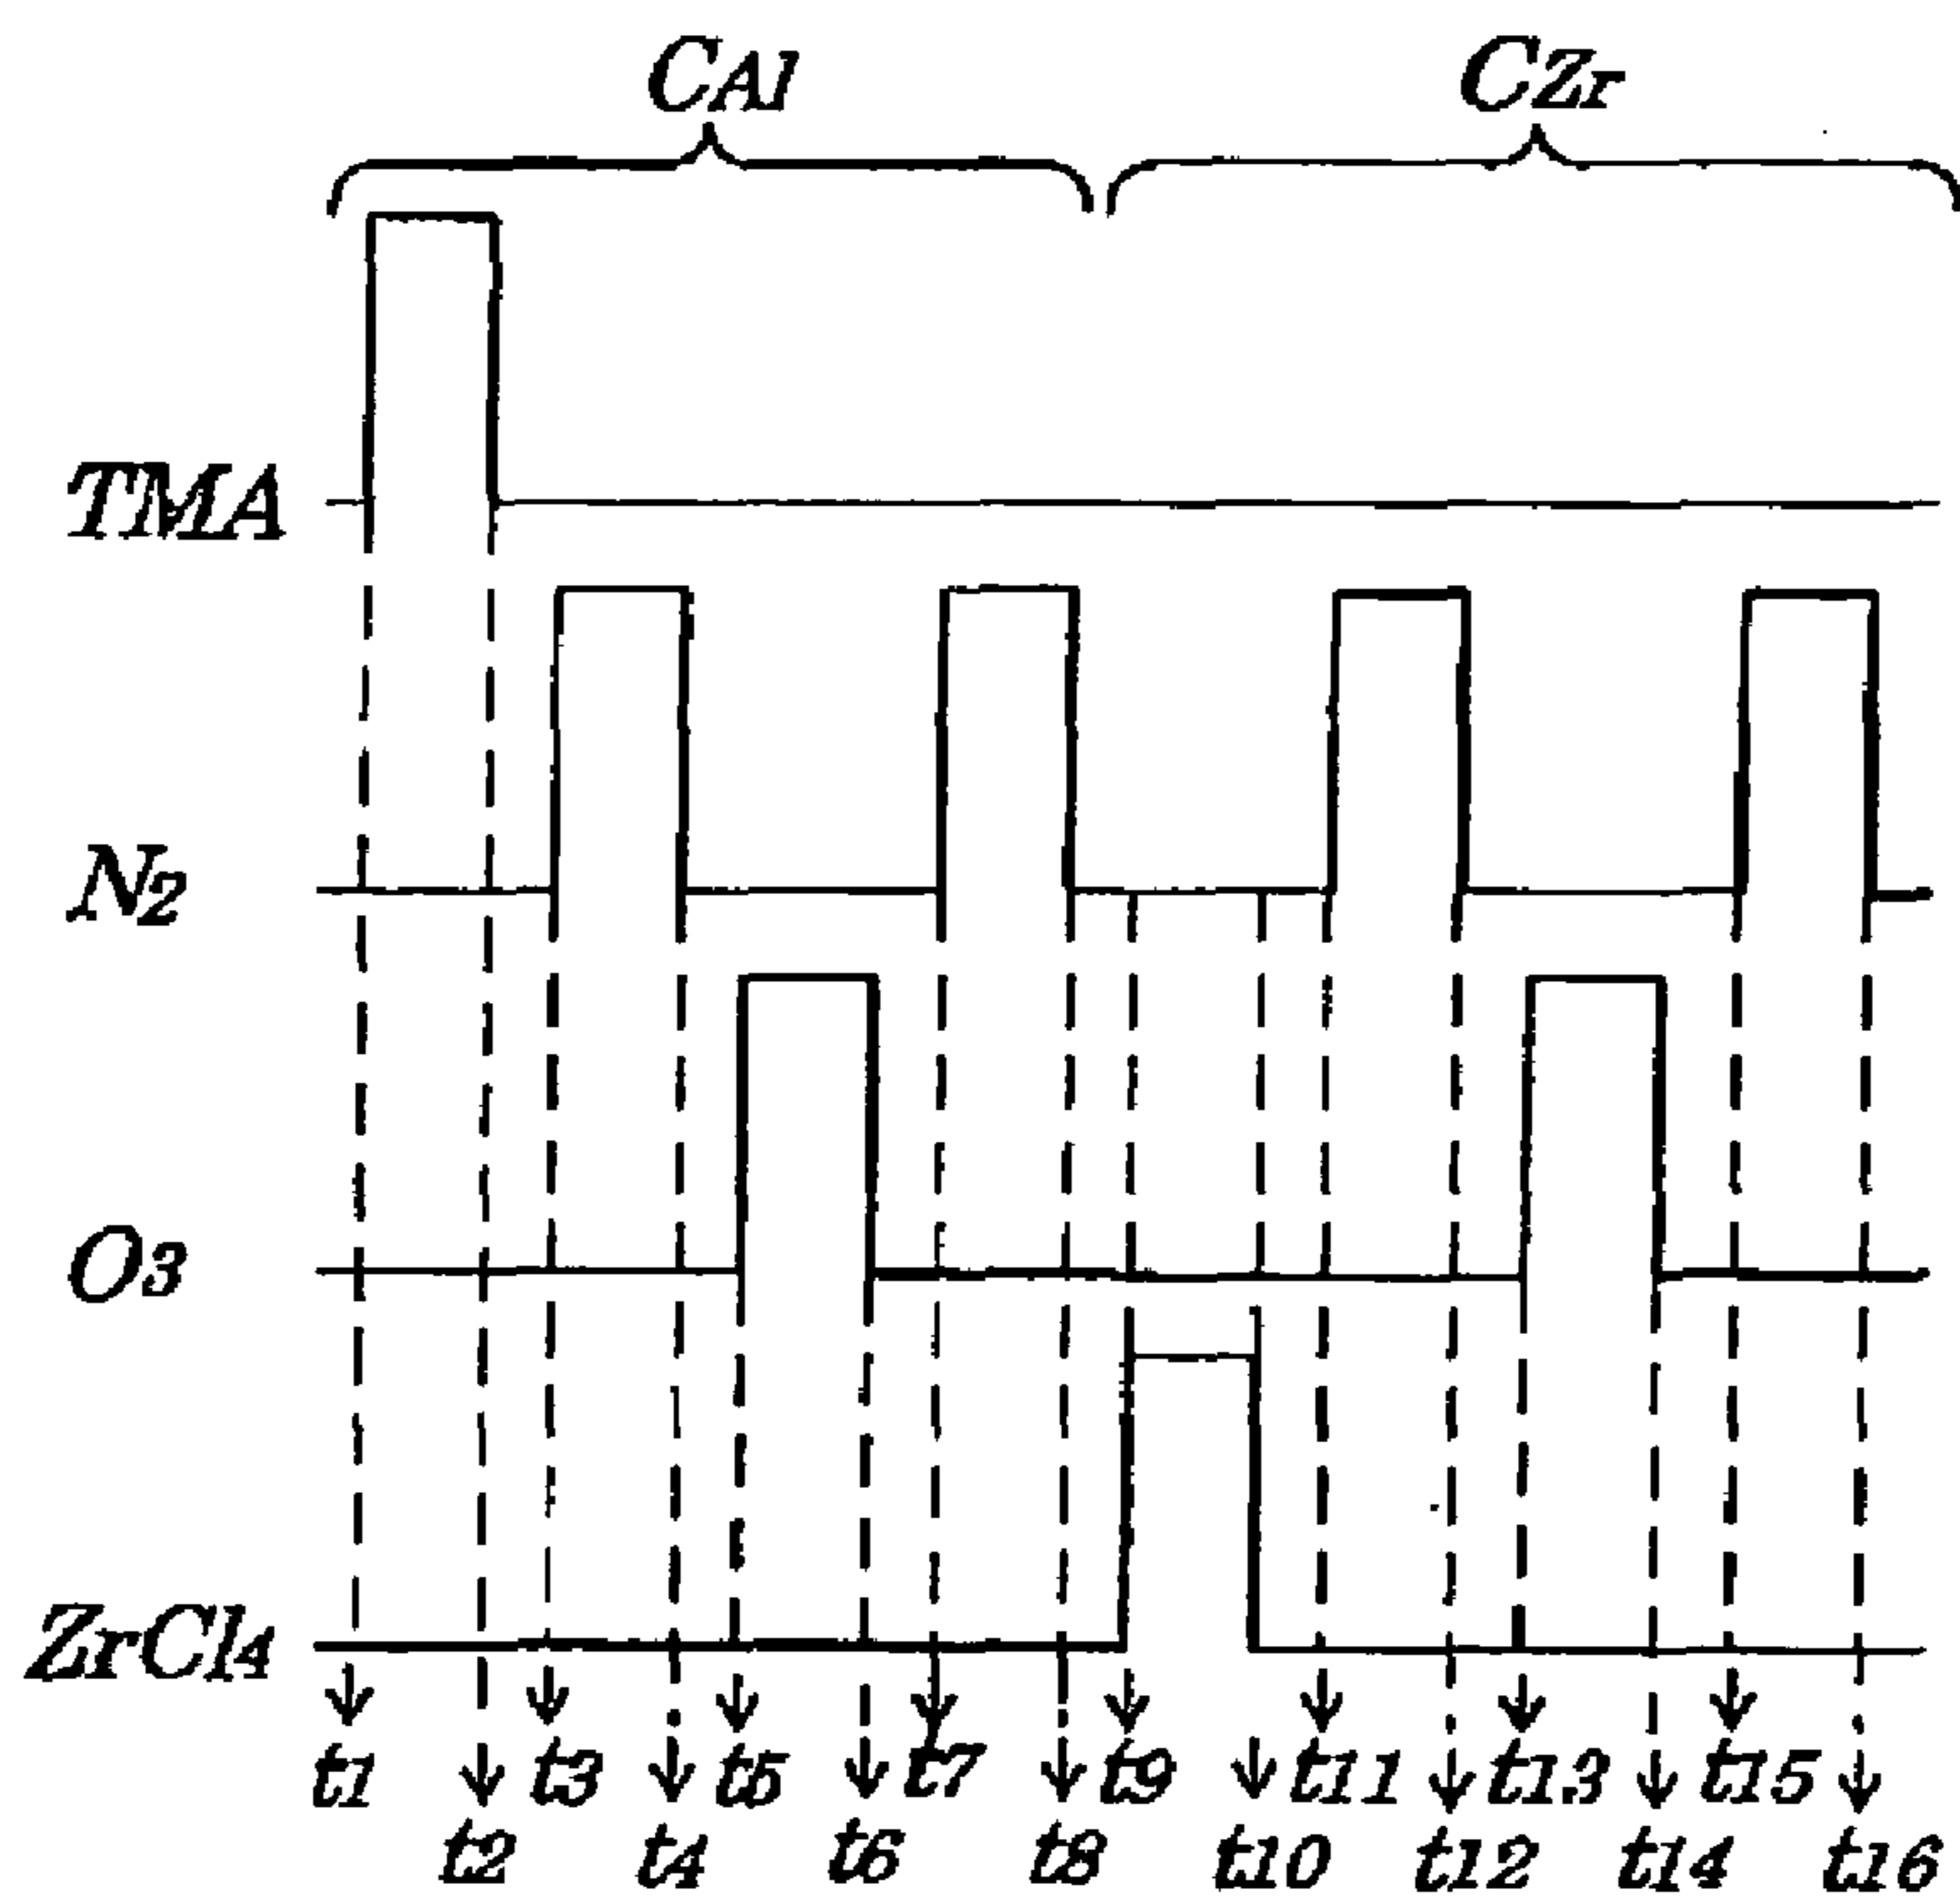 CAl CZr
TMA
N2
O3
ZrCl4
t1 t3 t5 t7 t9 t11 t13 t15
t2 t4 t6 t8 t10 t12 t14 t16